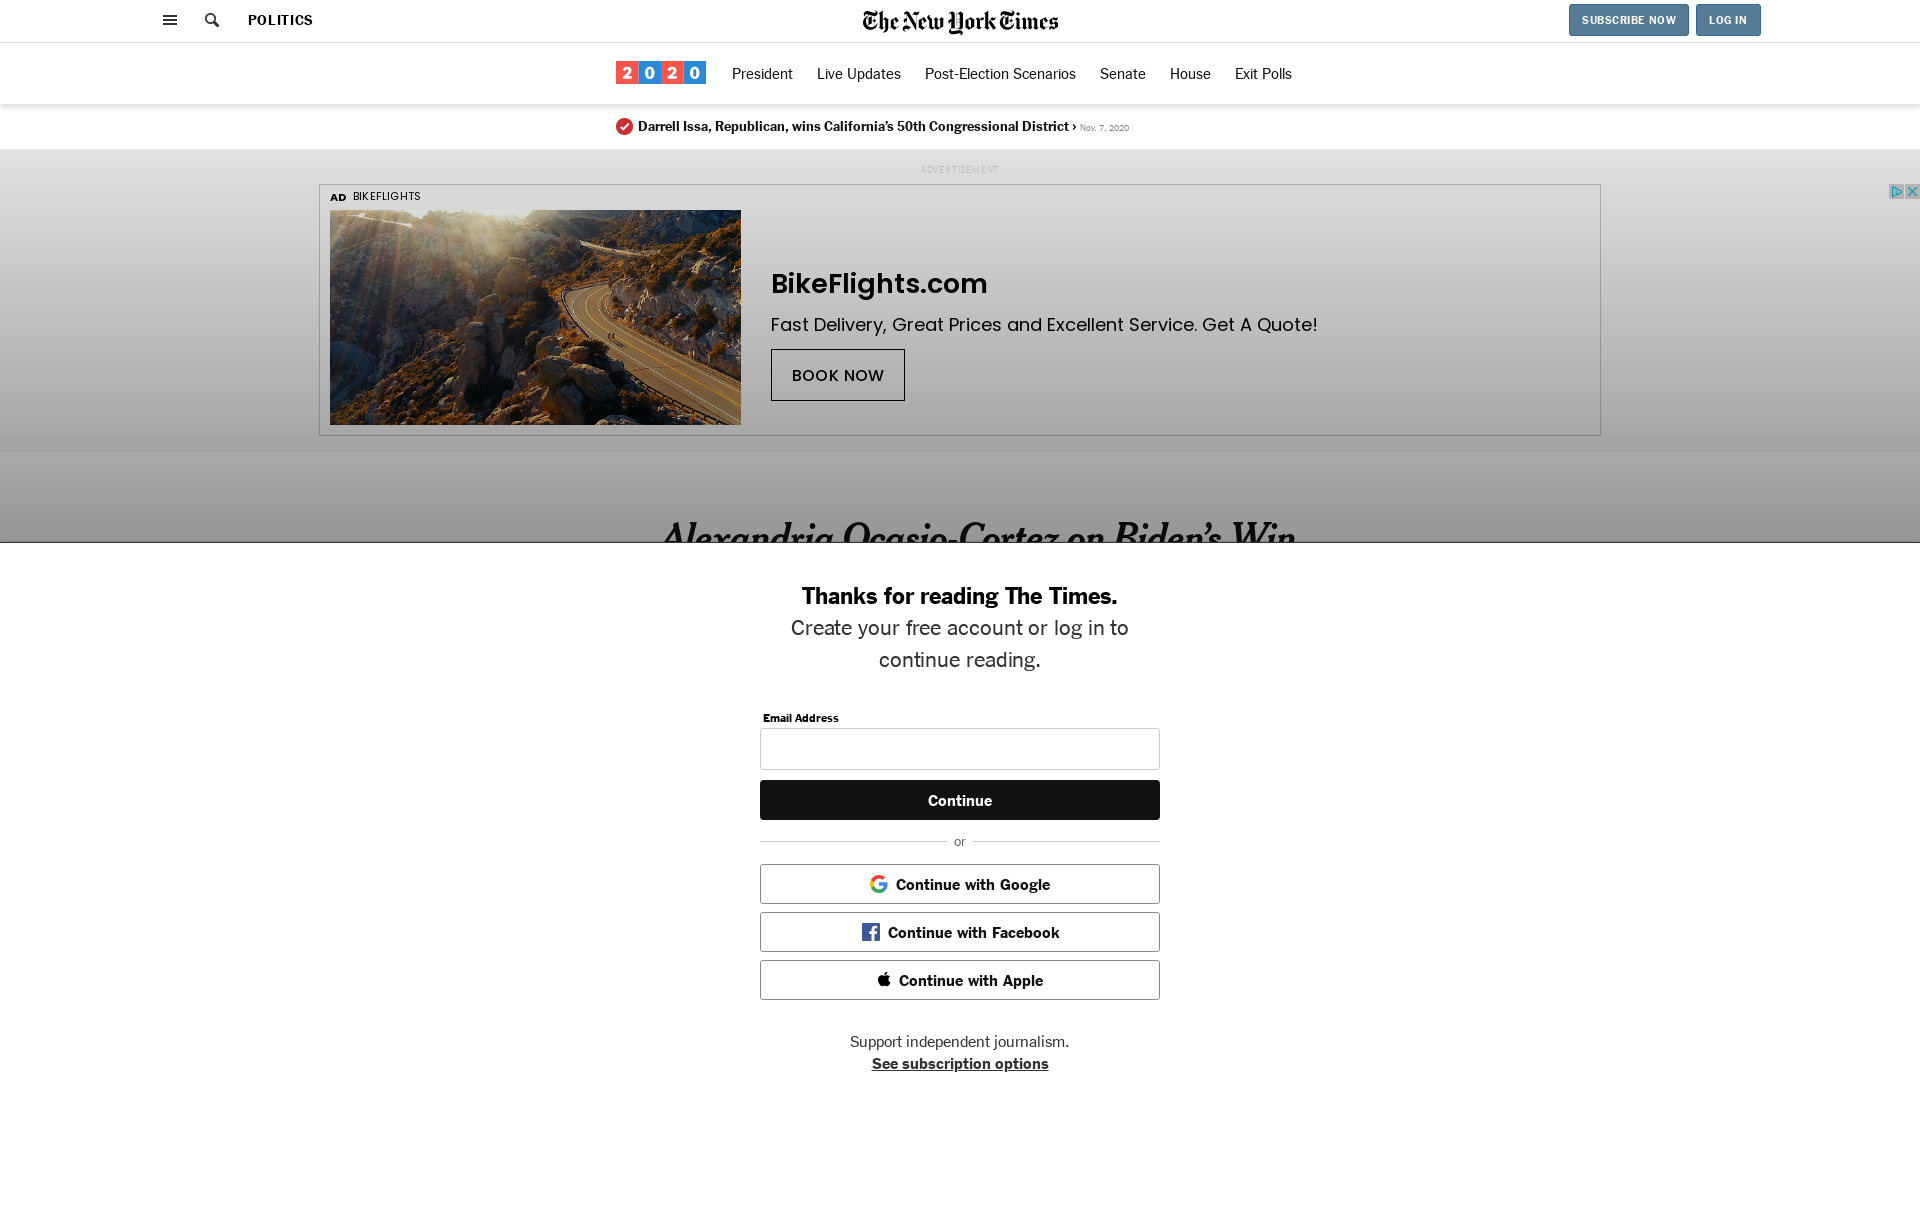 POLITICS
The New York Times
SUBSCRIBE NOW
LOG IN
2020
President
Live Updates
Post-Election Scenarios
Senate
House
Exit Polls
Darrell Issa, Republican, wins California’s 50th Congressional District › Nov. 7, 2020
ADVERTISEMENT
AD BIKEFLIGHTS
BikeFlights.com
Fast Delivery, Great Prices and Excellent Service. Get A Quote!
BOOK NOW
Alexandria Ocasio-Cortez on Biden’s Win
Thanks for reading The Times.
Create your free account or log in to
continue reading.
Email Address
Continue
or
Continue with Google
Continue with Facebook
Continue with Apple
Support independent journalism.
See subscription options